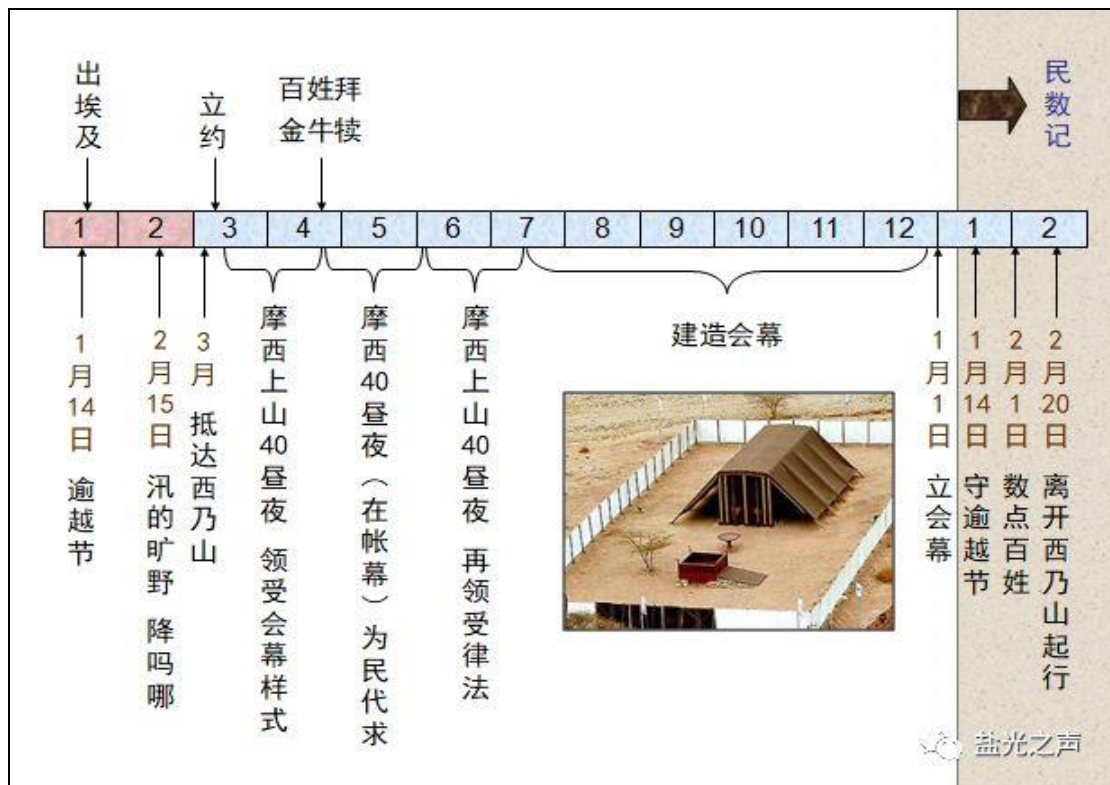 出埃及
立约
百姓拜
金牛犊
民数记
1 2 3 4 5 6 7 8 9 10 11 12 1 2
1月14日 逾越节
2月15日 汛的旷野 降吗哪
3月 抵达西乃山
摩西上山40昼夜 领受会幕样式
摩西40昼夜（在帐幕）为民代求
摩西上山40昼夜 再领受律法
建造会幕
1月1日 立会幕
1月14日 守逾越节
2月1日 数点百姓
2月20日 离开西乃山起行
盐光之声